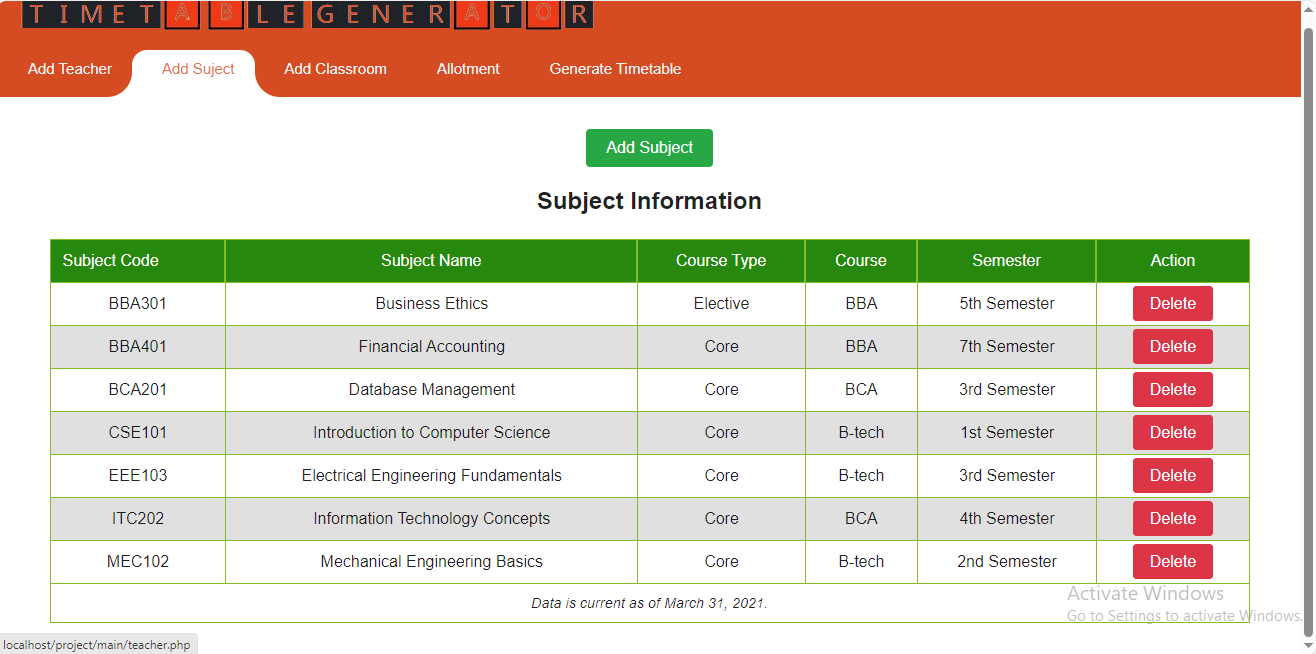 TIMETABLE GENERATOR
Add Teacher Add Suject Add Classroom Allotment Generate Timetable
Add Subject
Subject Information
Subject Code Subject Name Course Type Course Semester Action
BBA301 Business Ethics Elective BBA 5th Semester Delete
BBA401 Financial Accounting Core BBA 7th Semester Delete
BCA201 Database Management Core BCA 3rd Semester Delete
CSE101 Introduction to Computer Science Core B-tech 1st Semester Delete
EEE103 Electrical Engineering Fundamentals Core B-tech 3rd Semester Delete
ITC202 Information Technology Concepts Core BCA 4th Semester Delete
MEC102 Mechanical Engineering Basics Core B-tech 2nd Semester Delete
Data is current as of March 31, 2021.
Activate Windows
Go to Settings to activate Windows.
localhost/project/main/teacher.php